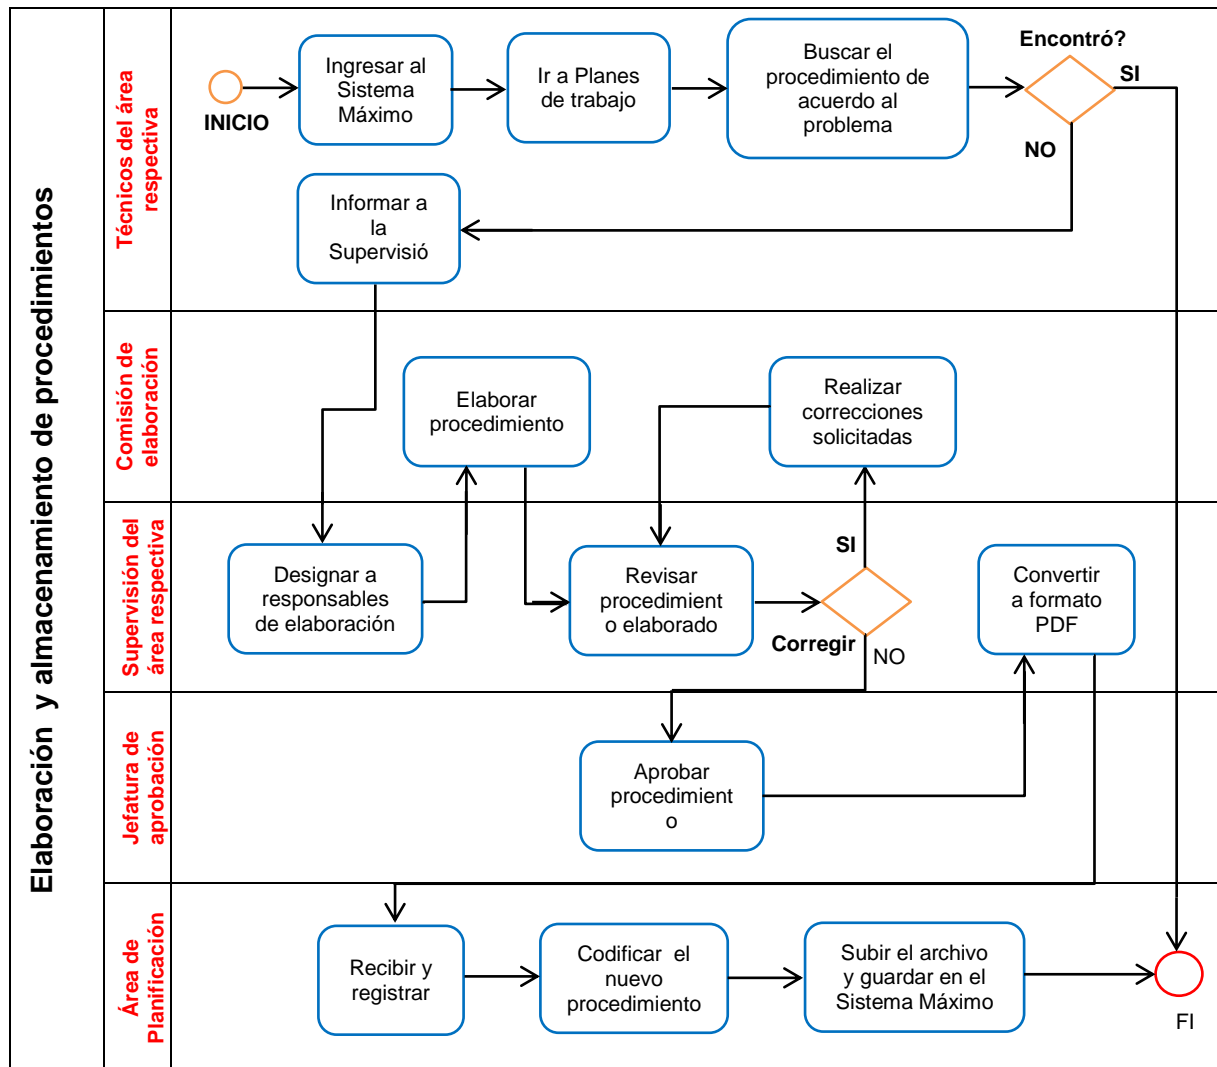 Elaboración y almacenamiento de procedimientos
Técnicos del área
respectiva
INICIO
Ingresar al
Sistema
Máximo
Ir a Planes
de trabajo
Buscar el
procedimiento de
acuerdo al
problema
Encontró?
SI
NO
Informar a
la
Supervisió
Comisión de
elaboración
Elaborar
procedimiento
Realizar
correcciones
solicitadas
Supervisión del
área respectiva
Designar a
responsables
de elaboración
Revisar
procedimient
o elaborado
SI
Corregir
NO
Convertir
a formato
PDF
Jefatura de
aprobación
Aprobar
procedimient
o
Área de
Planificación
Recibir y
registrar
Codificar el
nuevo
procedimiento
Subir el archivo
y guardar en el
Sistema Máximo
FI